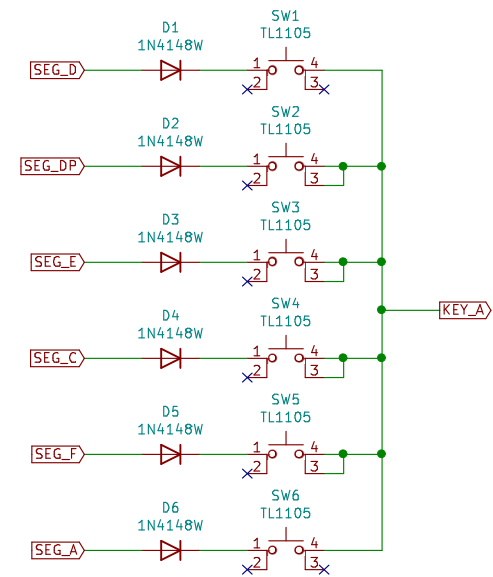 D1
1N4148W
SW1
TL1105
SEG_D
1 4
2 3
D2
1N4148W
SW2
TL1105
SEG_DP
1 4
2 3
D3
1N4148W
SW3
TL1105
SEG_E
1 4
2 3
KEY_A
D4
1N4148W
SW4
TL1105
SEG_C
1 4
2 3
D5
1N4148W
SW5
TL1105
SEG_F
1 4
2 3
D6
1N4148W
SW6
TL1105
SEG_A
1 4
2 3